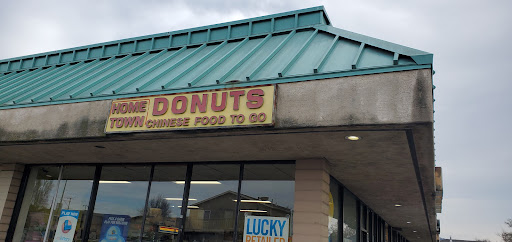 HOME
TOWN
DONUTS
CHINESE FOOD TO GO
LUCKY
RETAILER